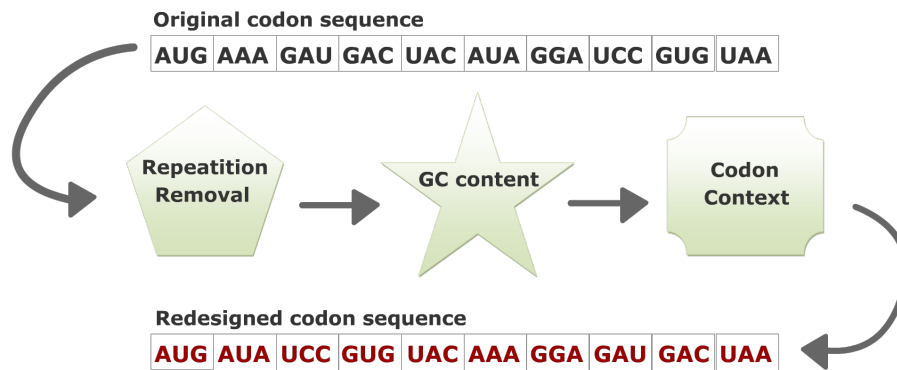 Original codon sequence
AUG AAA GAU GAC UAC AUA GGA UCC GUG UAA
Repeatition
Removal
GC content
Codon
Context
Redesigned codon sequence
AUG AUA UCC GUG UAC AAA GGA GAU GAC UAA